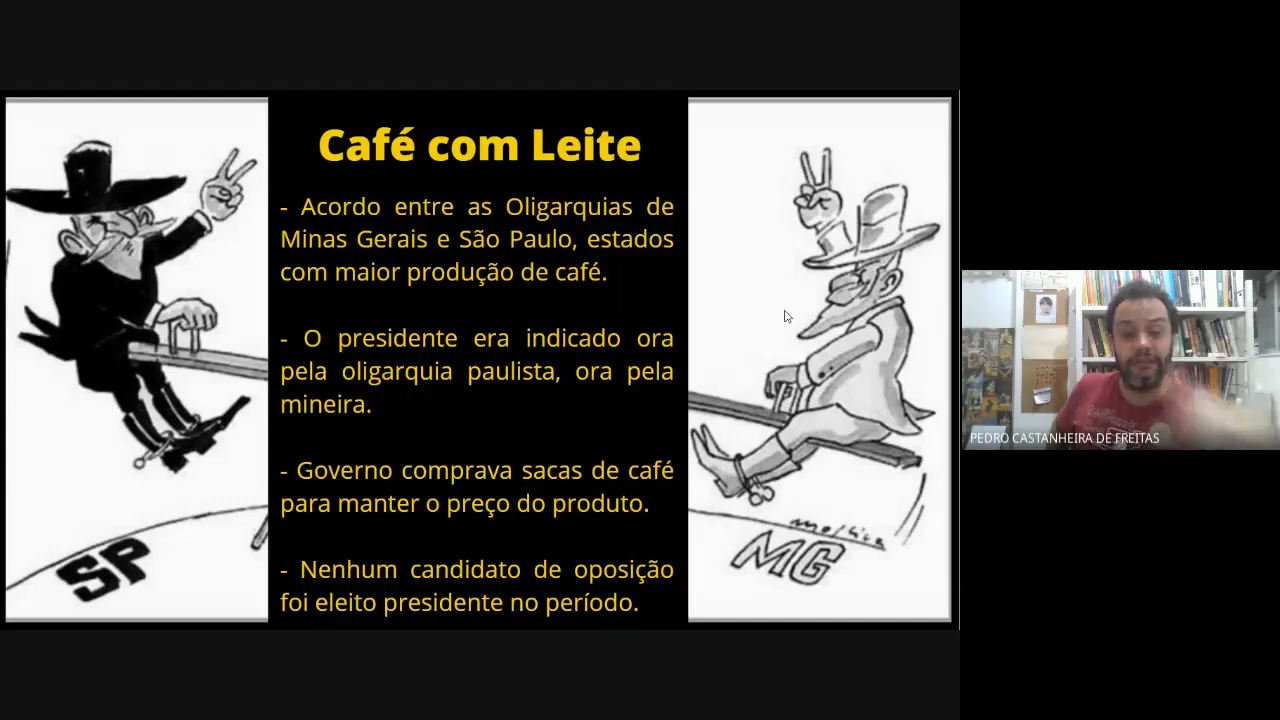 Café com Leite
- Acordo entre as Oligarquias de
Minas Gerais e São Paulo, estados
com maior produção de café.
- O presidente era indicado ora
pela oligarquia paulista, ora pela
mineira.
- Governo comprava sacas de café
para manter o preço do produto.
- Nenhum candidato de oposição
foi eleito presidente no período.
SP
MG
PEDRO CASTANHEIRA DE FREITAS